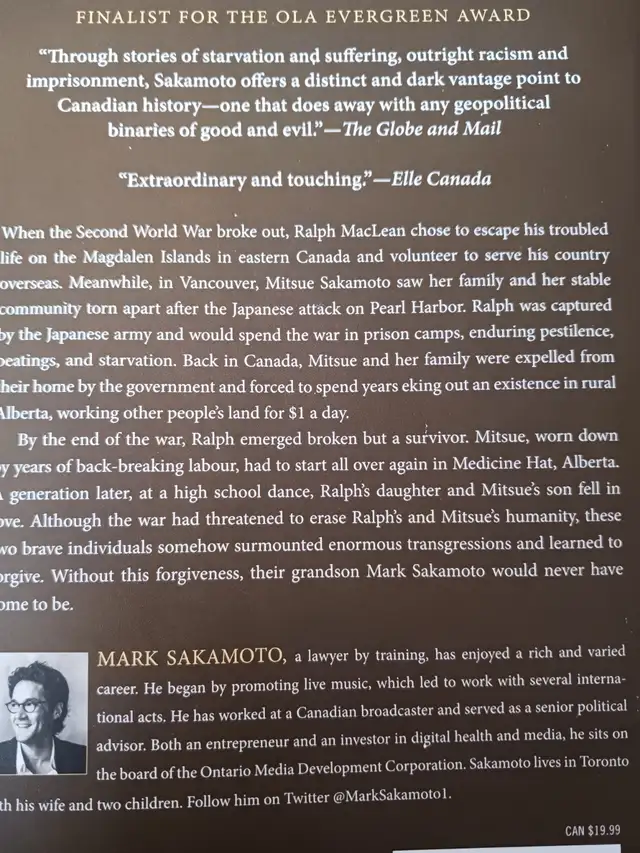 FINALIST FOR THE OLA EVERGREEN AWARD
“Through stories of starvation and suffering, outright racism and
imprisonment, Sakamoto offers a distinct and dark vantage point to
Canadian history—one that does away with any geopolitical
binaries of good and evil.”—The Globe and Mail
“Extraordinary and touching.”—Elle Canada
When the Second World War broke out, Ralph MacLean chose to escape his troubled
life on the Magdalen Islands in eastern Canada and volunteer to serve his country
overseas. Meanwhile, in Vancouver, Mitsue Sakamoto saw her family and her stable
community torn apart after the Japanese attack on Pearl Harbor. Ralph was captured
by the Japanese army and would spend the war in prison camps, enduring pestilence,
beatings, and starvation. Back in Canada, Mitsue and her family were expelled from
their home by the government and forced to spend years eking out an existence in rural
Alberta, working other people’s land for $1 a day.
By the end of the war, Ralph emerged broken but a survivor. Mitsue, worn down
y years of back-breaking labour, had to start all over again in Medicine Hat, Alberta.
generation later, at a high school dance, Ralph’s daughter and Mitsue’s son fell in
ove. Although the war had threatened to erase Ralph’s and Mitsue’s humanity, these
wo brave individuals somehow surmounted enormous transgressions and learned to
orgive. Without this forgiveness, their grandson Mark Sakamoto would never have
ome to be.
MARK SAKAMOTO, a lawyer by training, has enjoyed a rich and varied
career. He began by promoting live music, which led to work with several interna-
tional acts. He has worked at a Canadian broadcaster and served as a senior political
advisor. Both an entrepreneur and an investor in digital health and media, he sits on
the board of the Ontario Media Development Corporation. Sakamoto lives in Toronto
th his wife and two children. Follow him on Twitter @MarkSakamoto1.
CAN $19.99